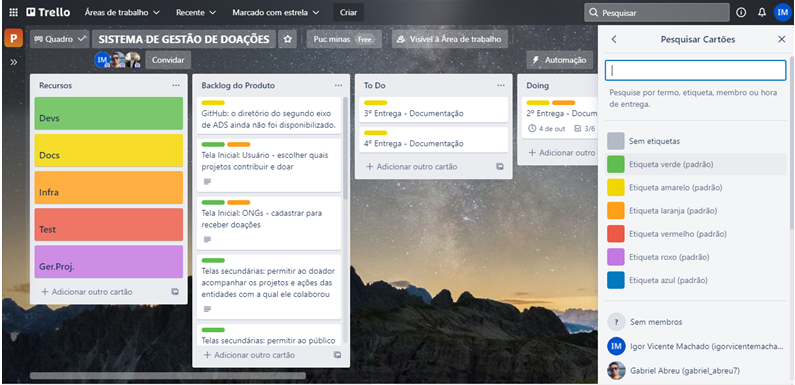 Trello Áreas de trabalho Recente Marcado com estrela Criar Pesquisar IM
P Quadro SISTEMA DE GESTÃO DE DOAÇÕES Puc minas Free Visível à Área de trabalho
IM Convidar Automação
Recursos
Devs
Docs
Infra
Test
Ger.Proj.
+ Adicionar outro cartão
Backlog do Produto
GitHub: o diretório do segundo eixo
de ADS ainda não foi disponibilizado.
Tela Inicial: Usuário - escolher quais
projetos contribuir e doar
Tela Inicial: ONGs - cadastrar para
receber doações
Telas secundárias: permitir ao doador
acompanhar os projetos e ações das
entidades com a qual ele colaborou
Telas secundárias: permitir ao público
+ Adicionar outro cartão
To Do
3º Entrega - Documentação
4º Entrega - Documentação
+ Adicionar outro cartão
Doing
2º Entrega - Docum
4 de out 3/6
+ Adicionar outro
Pesquisar Cartões
Pesquise por termo, etiqueta, membro ou hora
de entrega.
Sem etiquetas
Etiqueta verde (padrão)
Etiqueta amarelo (padrão)
Etiqueta laranja (padrão)
Etiqueta vermelho (padrão)
Etiqueta roxo (padrão)
Etiqueta azul (padrão)
? Sem membros
IM Igor Vicente Machado (igorvicentemacha...
Gabriel Abreu (gabriel_abreu7)